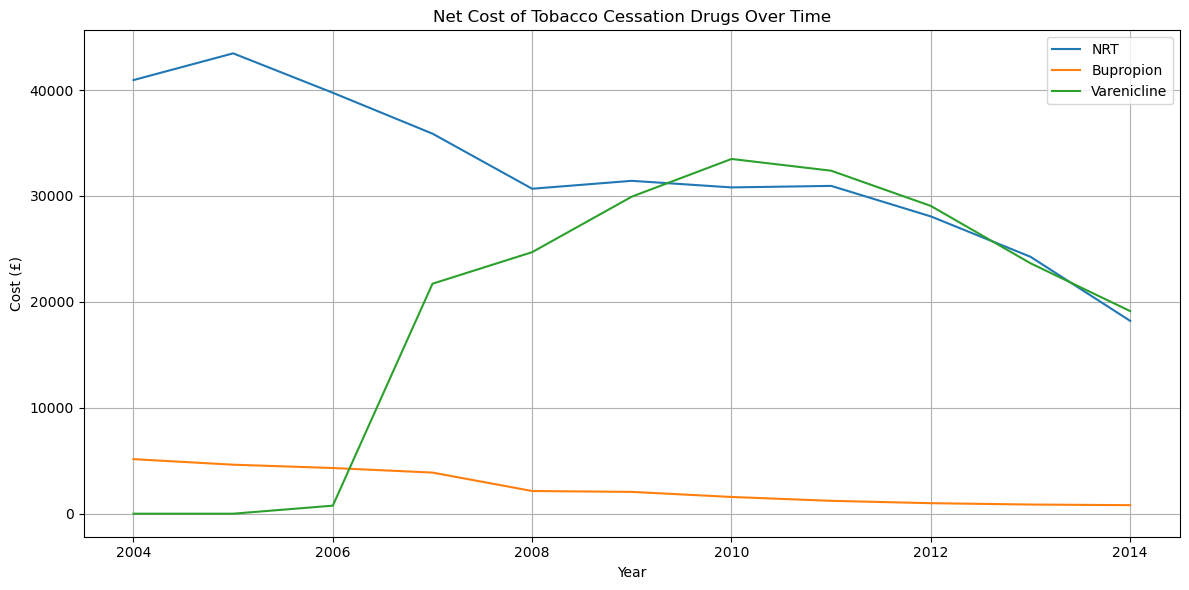 Net Cost of Tobacco Cessation Drugs Over Time
NRT
Bupropion
Varenicline
Cost (£)
40000
30000
20000
10000
0
2004
2006
2008
2010
2012
2014
Year